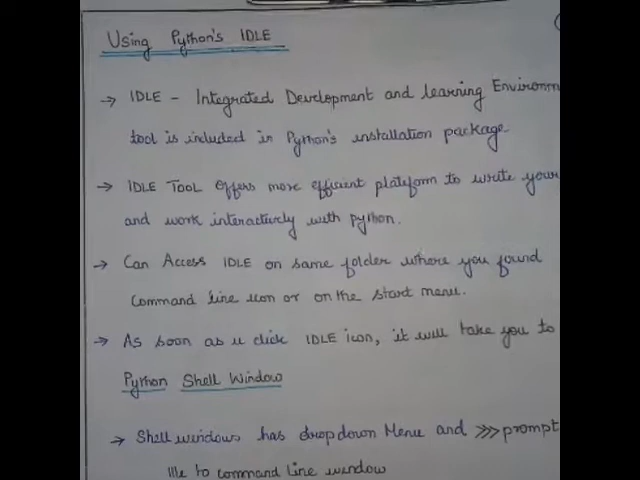 Using Python's IDLE
→ IDLE - Integrated Development and learning Environm
tool is included in Python's installation package
→ IDLE TOOL offers more efficient plateform to write your
and work interactively with python.
→ Can Access IDLE on same folder where you found
Command line icon or on the start menu.
→ As soon as u click IDLE icon, it will take you to
Python Shell Window
→ Shell windows has dropdown Menu and >>> prompt
llle to command line window